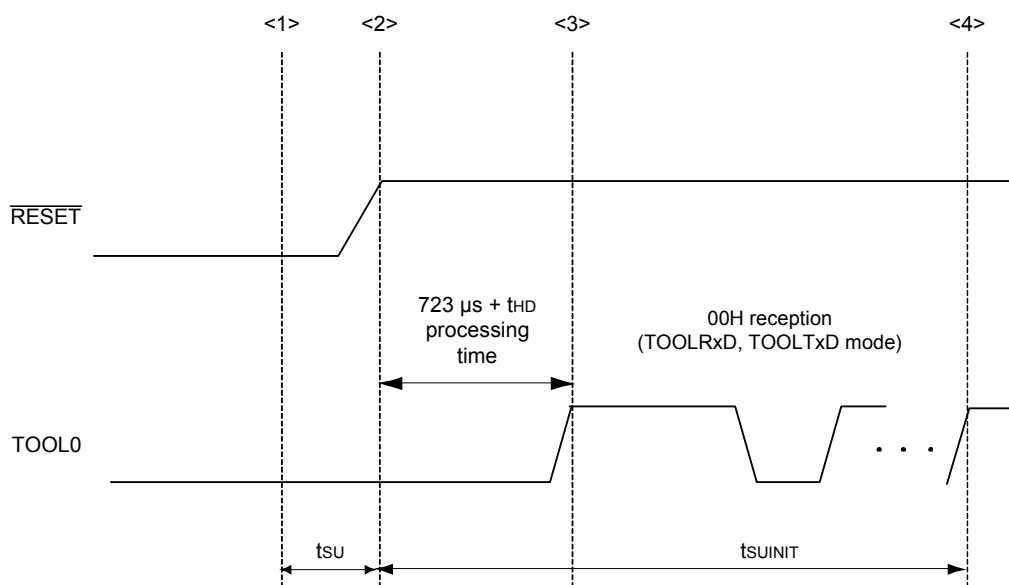 <1> <2> <3> <4>
RESET
723 µs + tHD
processing
time
00H reception
(TOOLRxD, TOOLTxD mode)
TOOL0
. . .
tSU
tSUINIT